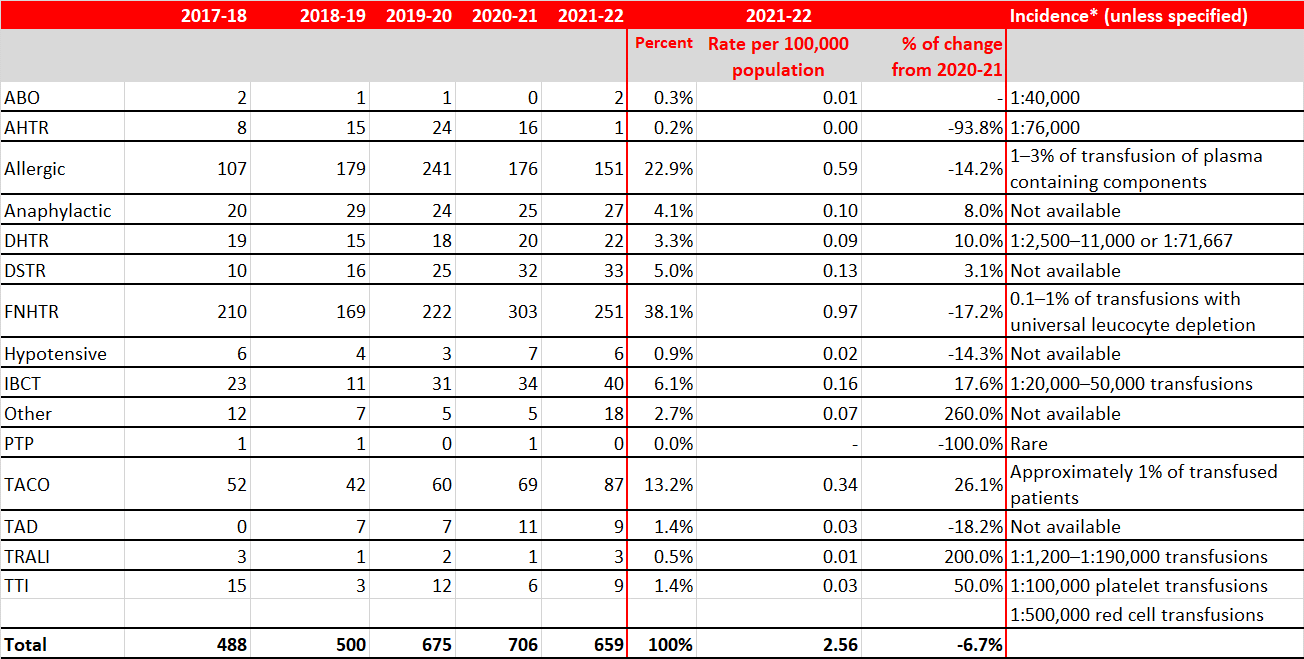 2017-18 2018-19 2019-20 2020-21 2021-22 2021-22 Incidence* (unless specified)
Percent Rate per 100,000 % of change
population from 2020-21
ABO 2 1 1 0 2 0.3% 0.01 - 1:40,000
AHTR 8 15 24 16 1 0.2% 0.00 -93.8% 1:76,000
Allergic 107 179 241 176 151 22.9% 0.59 -14.2% 1–3% of transfusion of plasma
containing components
Anaphylactic 20 29 24 25 27 4.1% 0.10 8.0% Not available
DHTR 19 15 18 20 22 3.3% 0.09 10.0% 1:2,500–11,000 or 1:71,667
DSTR 10 16 25 32 33 5.0% 0.13 3.1% Not available
FNHTR 210 169 222 303 251 38.1% 0.97 -17.2% 0.1–1% of transfusions with
universal leucocyte depletion
Hypotensive 6 4 3 7 6 0.9% 0.02 -14.3% Not available
IBCT 23 11 31 34 40 6.1% 0.16 17.6% 1:20,000–50,000 transfusions
Other 12 7 5 5 18 2.7% 0.07 260.0% Not available
PTP 1 1 0 1 0 0.0% - -100.0% Rare
TACO 52 42 60 69 87 13.2% 0.34 26.1% Approximately 1% of transfused
patients
TAD 0 7 7 11 9 1.4% 0.03 -18.2% Not available
TRALI 3 1 2 1 3 0.5% 0.01 200.0% 1:1,200–1:190,000 transfusions
TTI 15 3 12 6 9 1.4% 0.03 50.0% 1:100,000 platelet transfusions
1:500,000 red cell transfusions
Total 488 500 675 706 659 100% 2.56 -6.7%